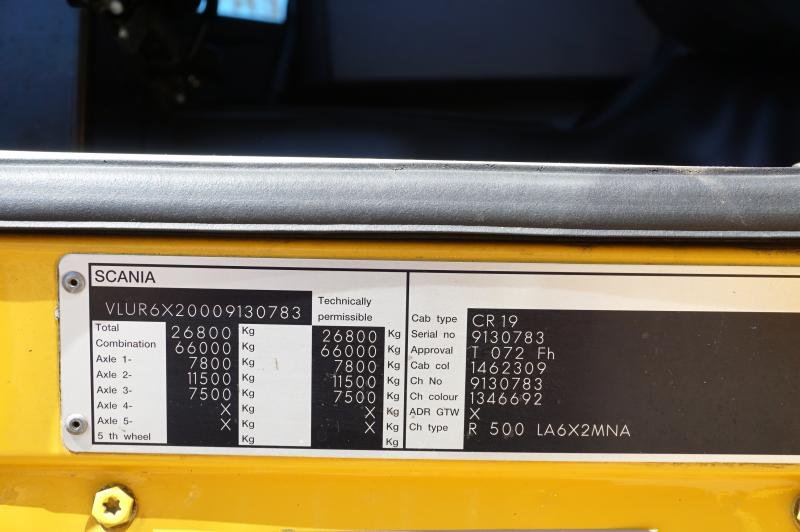 SCANIA
VLUR6X20009130783 Technically permissible
Total 26800 Kg 26800 Kg
Combination 66000 Kg 66000 Kg
Axle 1- 7800 Kg 7800 Kg
Axle 2- 11500 Kg 11500 Kg
Axle 3- 7500 Kg 7500 Kg
Axle 4- X Kg X Kg
Axle 5- X Kg X Kg
5 th wheel Kg Kg
Cab type CR19
Serial no 9130783
Approval T 072 Fh
Cab col 1462309
Ch No 9130783
Ch colour 1346692
ADR GTW X
Ch type R 500 LA6X2MNA